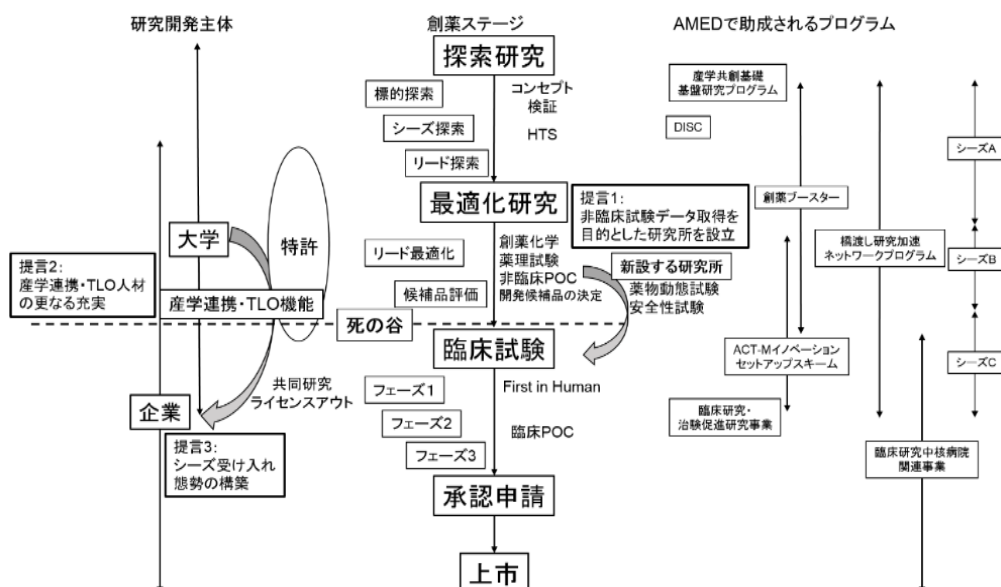 研究開発主体
創薬ステージ
AMEDで助成されるプログラム
探索研究
コンセプト
検証
HTS
標的探索
シーズ探索
リード探索
最適化研究
提言1:
非臨床試験データ取得を
目的とした研究所を設立
創薬化学
薬理試験
非臨床POC
開発候補品の決定
リード最適化
候補品評価
新設する研究所
薬物動態試験
安全性試験
死の谷
臨床試験
First in Human
フェーズ1
フェーズ2
フェーズ3
臨床POC
承認申請
上市
大学
特許
提言2:
産学連携・TLO人材
の更なる充実
産学連携・TLO機能
共同研究
ライセンスアウト
企業
提言3:
シーズ受け入れ
態勢の構築
産学共創基礎
基盤研究プログラム
DISC
創薬ブースター
橋渡し研究加速
ネットワークプログラム
ACT-Mイノベーション
セットアップスキーム
臨床研究・
治験促進研究事業
臨床研究中核病院
関連事業
シーズA
シーズB
シーズC